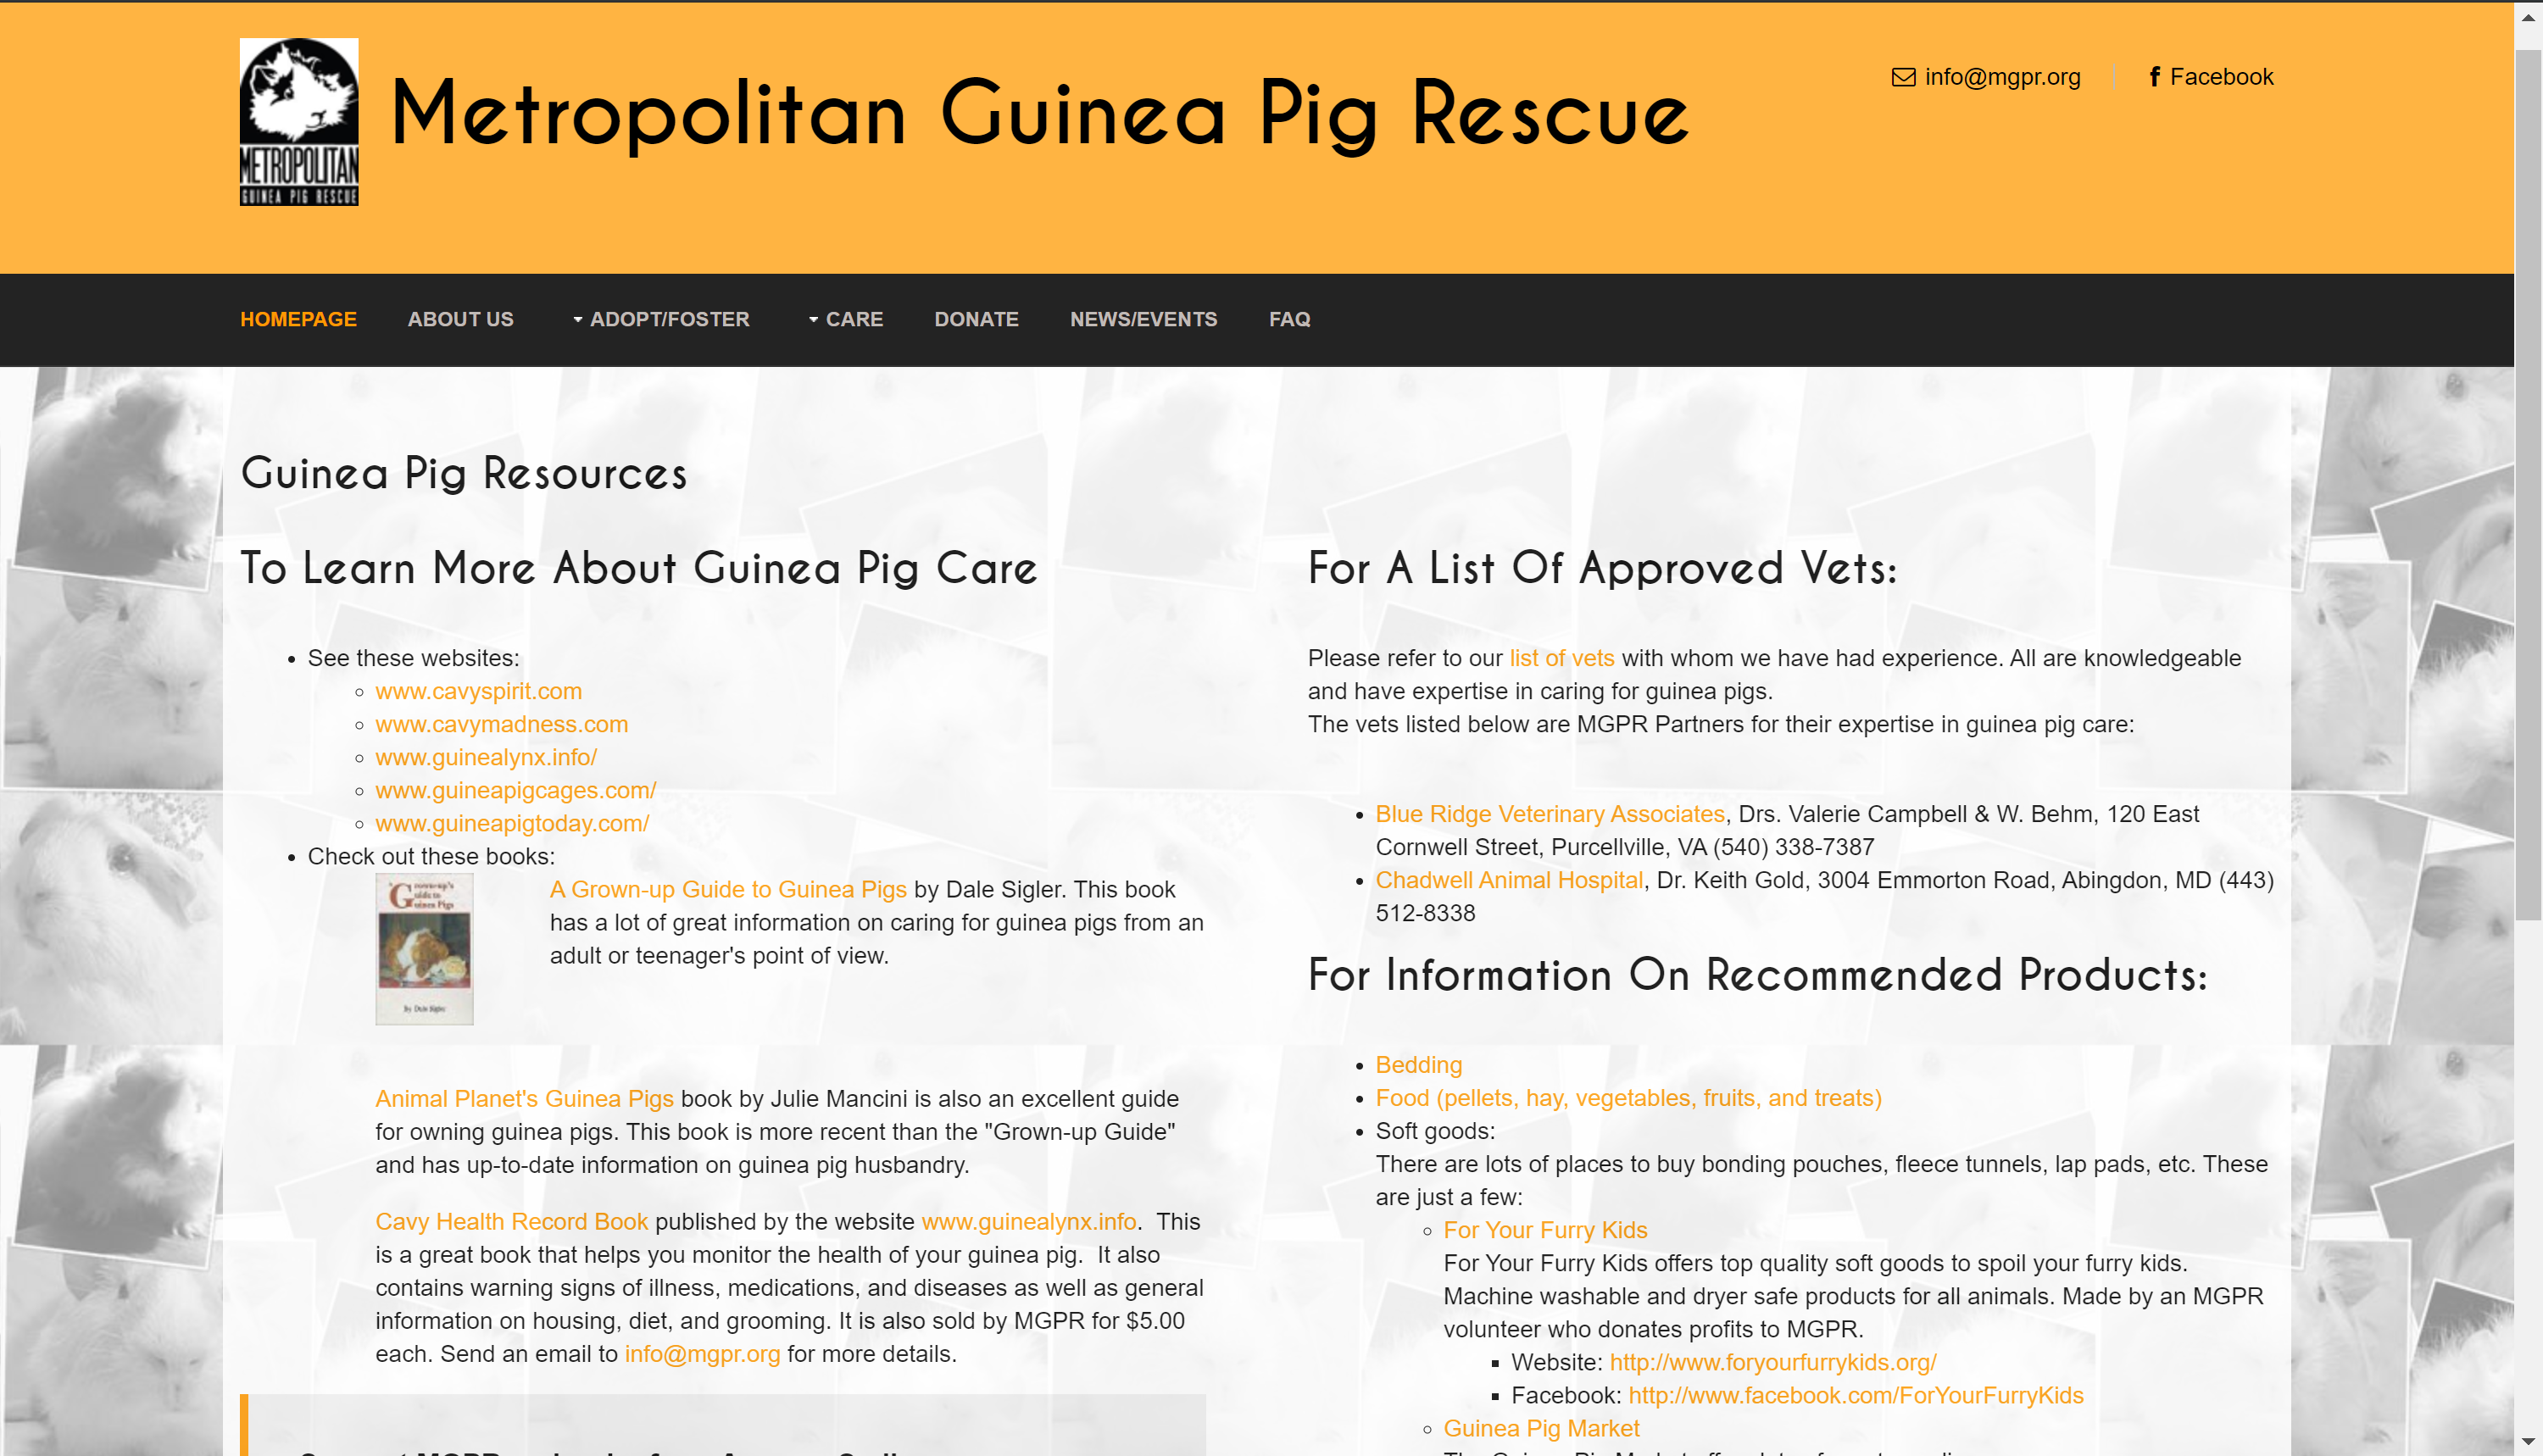 METROPOLITAN
GUINEA PIG RESCUE
Metropolitan Guinea Pig Rescue
info@mgpr.org
Facebook
HOMEPAGE
ABOUT US
ADOPT/FOSTER
CARE
DONATE
NEWS/EVENTS
FAQ
Guinea Pig Resources
To Learn More About Guinea Pig Care
See these websites:
www.cavyspirit.com
www.cavymadness.com
www.guinealynx.info/
www.guineapigcages.com/
www.guineapigtoday.com/
Check out these books:
A Grown-up Guide to Guinea Pigs by Dale Sigler. This book
has a lot of great information on caring for guinea pigs from an
adult or teenager's point of view.
By Dale Sigler
Animal Planet's Guinea Pigs book by Julie Mancini is also an excellent guide
for owning guinea pigs. This book is more recent than the "Grown-up Guide"
and has up-to-date information on guinea pig husbandry.
Cavy Health Record Book published by the website www.guinealynx.info.  This
is a great book that helps you monitor the health of your guinea pig.  It also
contains warning signs of illness, medications, and diseases as well as general
information on housing, diet, and grooming. It is also sold by MGPR for $5.00
each. Send an email to info@mgpr.org for more details.
For A List Of Approved Vets:
Please refer to our list of vets with whom we have had experience. All are knowledgeable
and have expertise in caring for guinea pigs.
The vets listed below are MGPR Partners for their expertise in guinea pig care:
Blue Ridge Veterinary Associates, Drs. Valerie Campbell & W. Behm, 120 East
Cornwell Street, Purcellville, VA (540) 338-7387
Chadwell Animal Hospital, Dr. Keith Gold, 3004 Emmorton Road, Abingdon, MD (443)
512-8338
For Information On Recommended Products:
Bedding
Food (pellets, hay, vegetables, fruits, and treats)
Soft goods:
There are lots of places to buy bonding pouches, fleece tunnels, lap pads, etc. These
are just a few:
For Your Furry Kids
For Your Furry Kids offers top quality soft goods to spoil your furry kids.
Machine washable and dryer safe products for all animals. Made by an MGPR
volunteer who donates profits to MGPR.
Website: http://www.foryourfurrykids.org/
Facebook: http://www.facebook.com/ForYourFurryKids
Guinea Pig Market